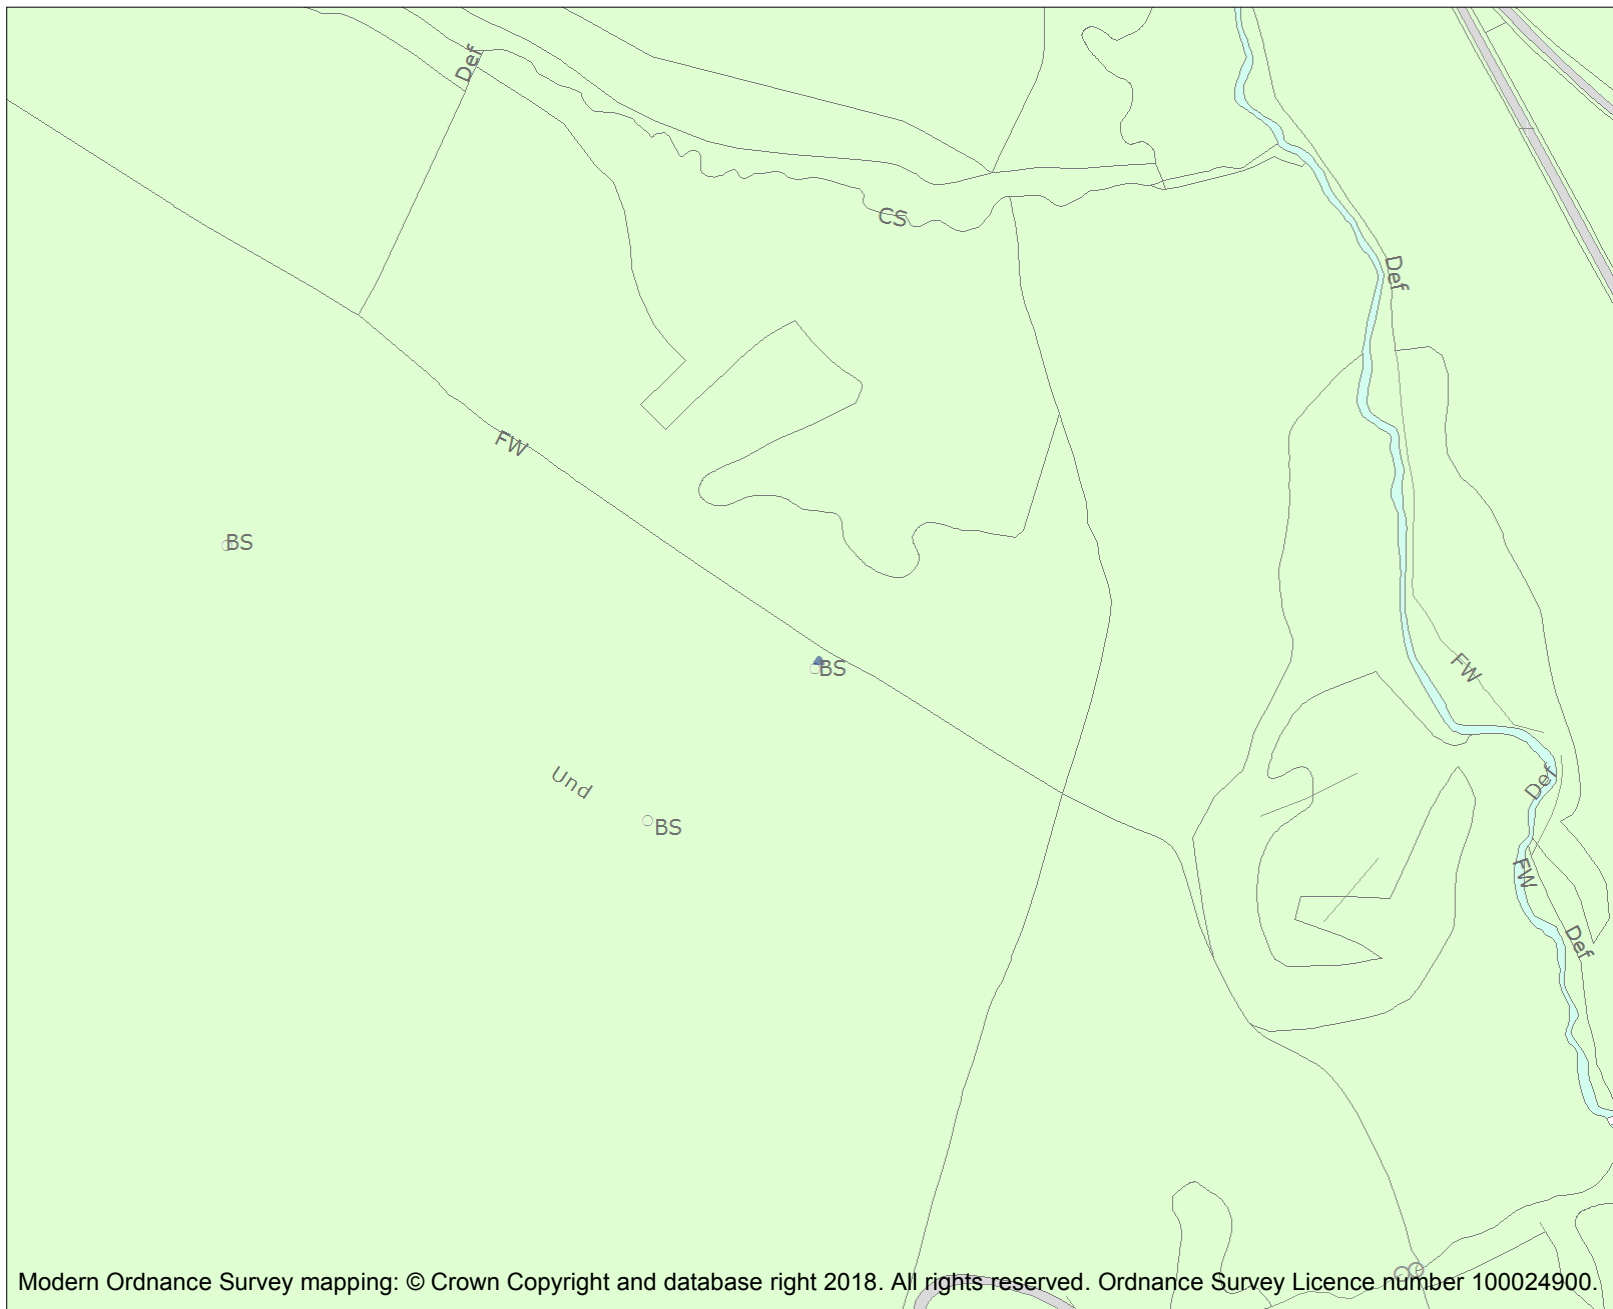 Def
CS
Def
FW
BS
FW
BS
Und
Def
BS
FW
Def
Modern Ordnance Survey mapping: © Crown Copyright and database right 2018. All rights reserved. Ordnance Survey Licence number 100024900.